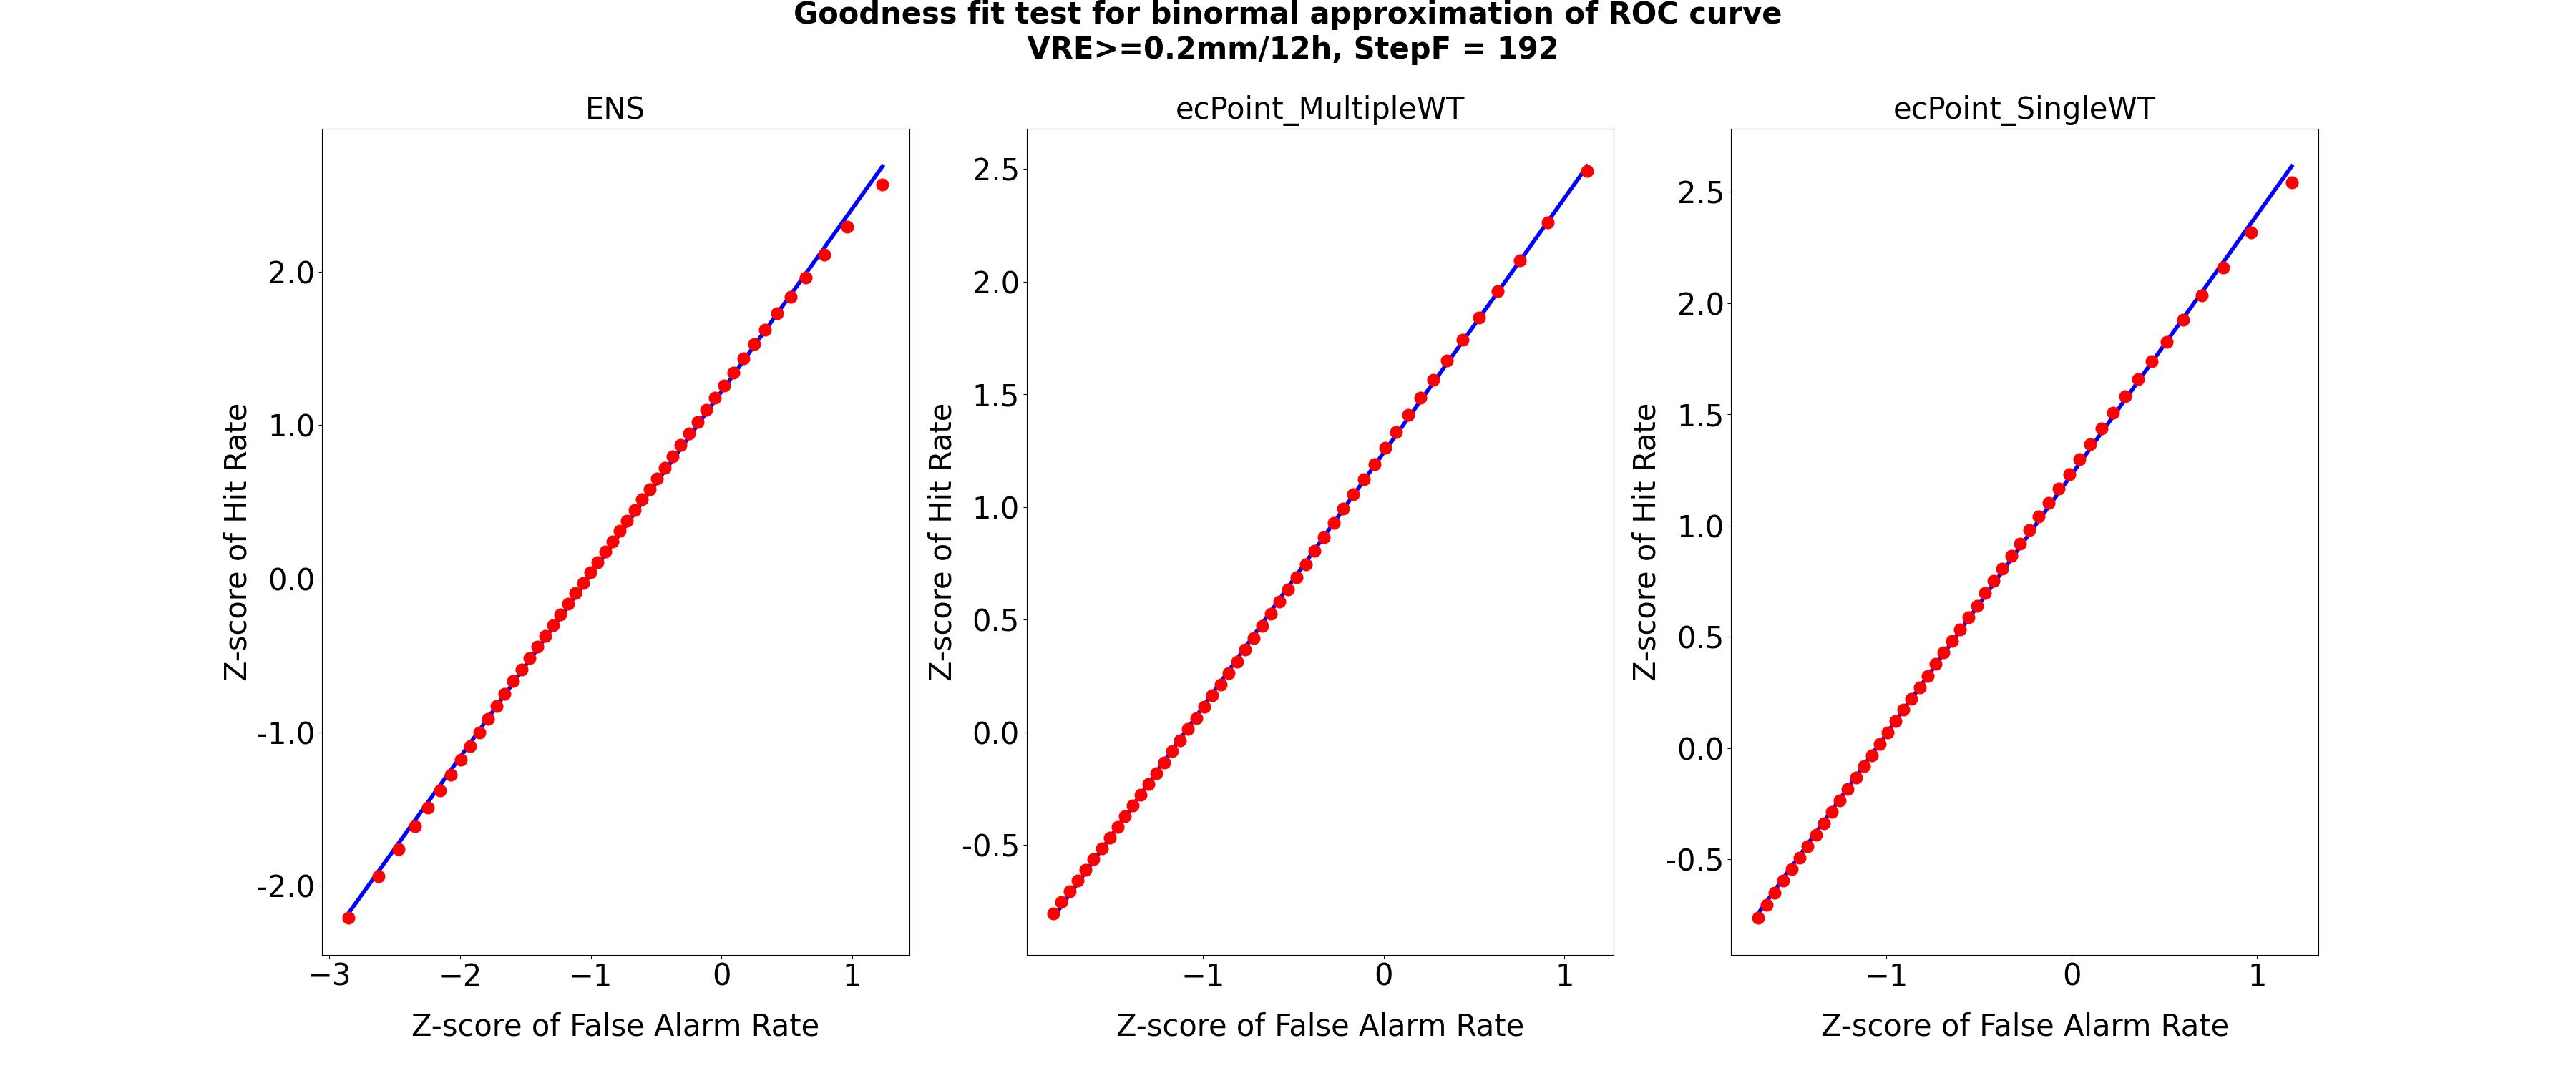 Goodness fit test for binormal approximation of ROC curve
VRE>=0.2mm/12h, StepF = 192
ENS
2.0
1.0
0.0
-1.0
-2.0
Z-score of Hit Rate
−3 −2 −1 0 1
Z-score of False Alarm Rate
ecPoint_MultipleWT
2.5
2.0
1.5
1.0
0.5
0.0
-0.5
Z-score of Hit Rate
−1 0 1
Z-score of False Alarm Rate
ecPoint_SingleWT
2.5
2.0
1.5
1.0
0.5
0.0
-0.5
Z-score of Hit Rate
−1 0 1
Z-score of False Alarm Rate